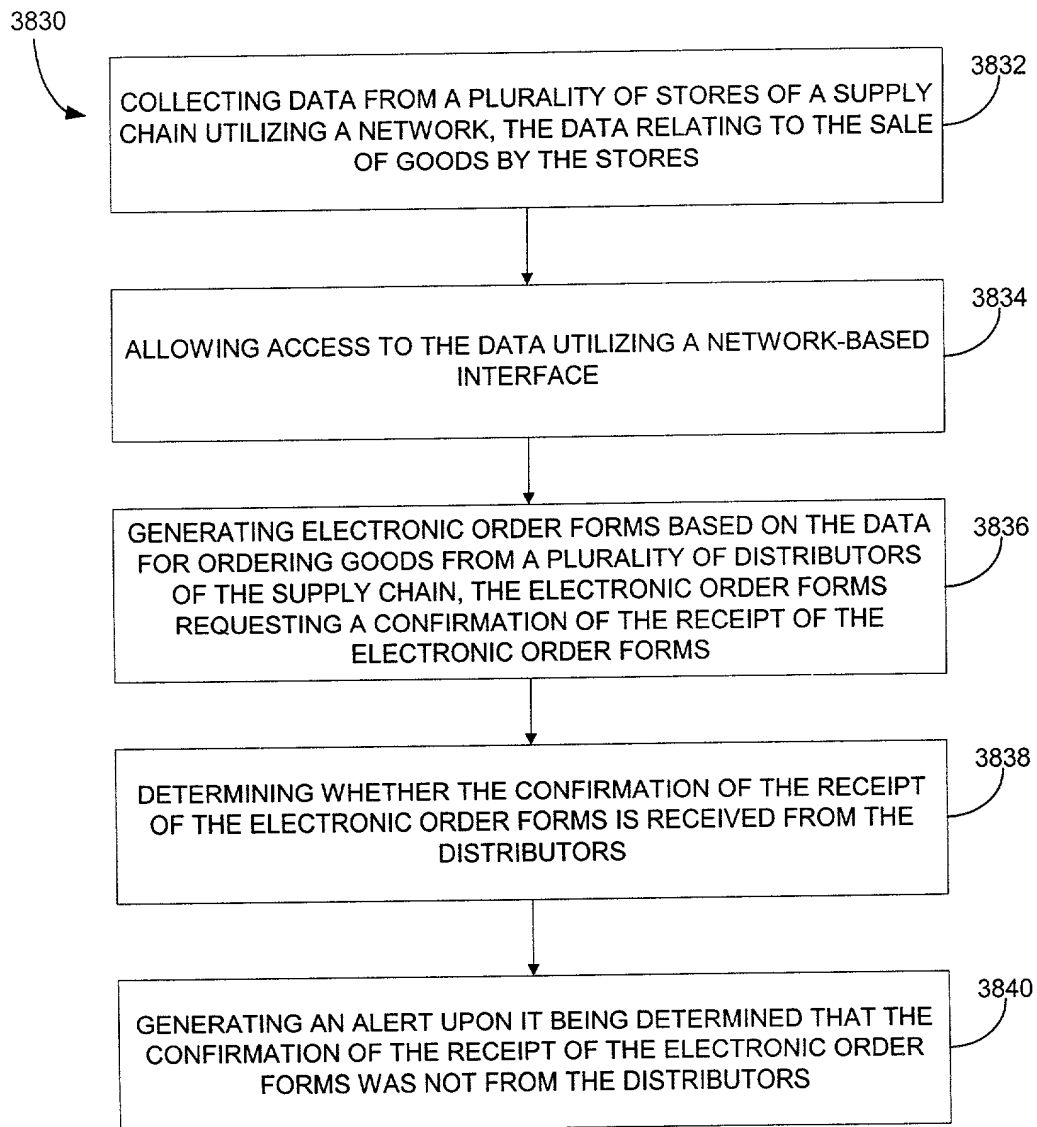 3830
3832
COLLECTING DATA FROM A PLURALITY OF STORES OF A SUPPLY
CHAIN UTILIZING A NETWORK, THE DATA RELATING TO THE SALE
OF GOODS BY THE STORES
3834
ALLOWING ACCESS TO THE DATA UTILIZING A NETWORK-BASED
INTERFACE
3836
GENERATING ELECTRONIC ORDER FORMS BASED ON THE DATA
FOR ORDERING GOODS FROM A PLURALITY OF DISTRIBUTORS
OF THE SUPPLY CHAIN, THE ELECTRONIC ORDER FORMS
REQUESTING A CONFIRMATION OF THE RECEIPT OF THE
ELECTRONIC ORDER FORMS
3838
DETERMINING WHETHER THE CONFIRMATION OF THE RECEIPT
OF THE ELECTRONIC ORDER FORMS IS RECEIVED FROM THE
DISTRIBUTORS
3840
GENERATING AN ALERT UPON IT BEING DETERMINED THAT THE
CONFIRMATION OF THE RECEIPT OF THE ELECTRONIC ORDER
FORMS WAS NOT FROM THE DISTRIBUTORS